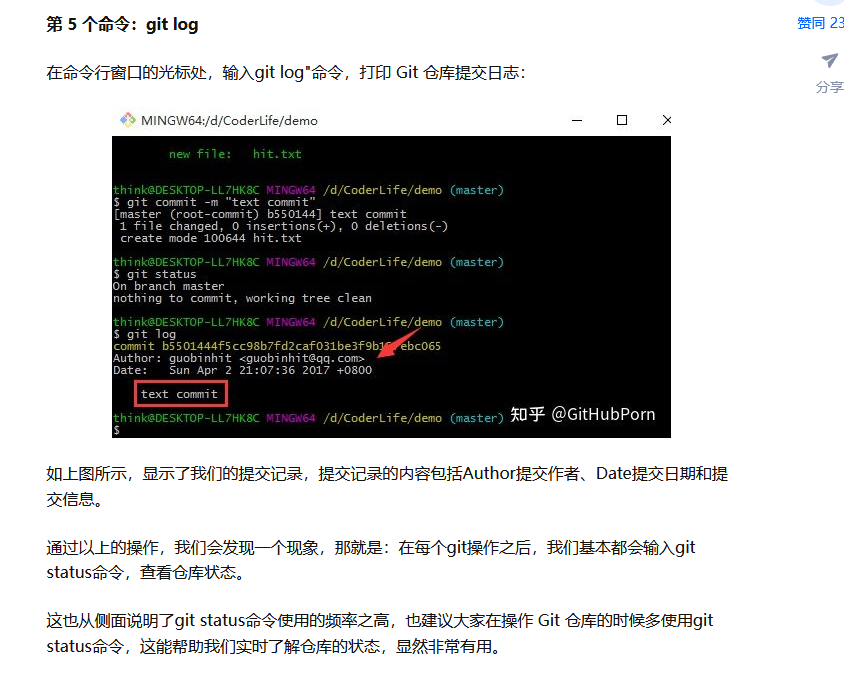 第 5 个命令：git log
赞同 23
在命令行窗口的光标处，输入git log"命令，打印 Git 仓库提交日志：
分享
MINGW64:/d/CoderLife/demo
new file: hit.txt
think@DESKTOP-LL7HK8C MINGW64 /d/CoderLife/demo (master)
$ git commit -m "text commit"
[master (root-commit) b550144] text commit
1 file changed, 0 insertions(+), 0 deletions(-)
create mode 100644 hit.txt
think@DESKTOP-LL7HK8C MINGW64 /d/CoderLife/demo (master)
$ git status
On branch master
nothing to commit, working tree clean
think@DESKTOP-LL7HK8C MINGW64 /d/CoderLife/demo (master)
$ git log
commit
Author: guobinhit <guobinhit@qq.com>
Date: Sun Apr 2 21:07:36 2017 +0800
text commit
think@DESKTOP-LL7HK8C MINGW64 /d/CoderLife/demo (master)
$
知乎 @GitHubPorn
如上图所示，显示了我们的提交记录，提交记录的内容包括Author提交作者、Date提交日期和提
交信息。
通过以上的操作，我们会发现一个现象，那就是：在每个git操作之后，我们基本都会输入git
status命令，查看仓库状态。
这也从侧面说明了git status命令使用的频率之高，也建议大家在操作 Git 仓库的时候多使用git
status命令，这能帮助我们实时了解仓库的状态，显然非常有用。